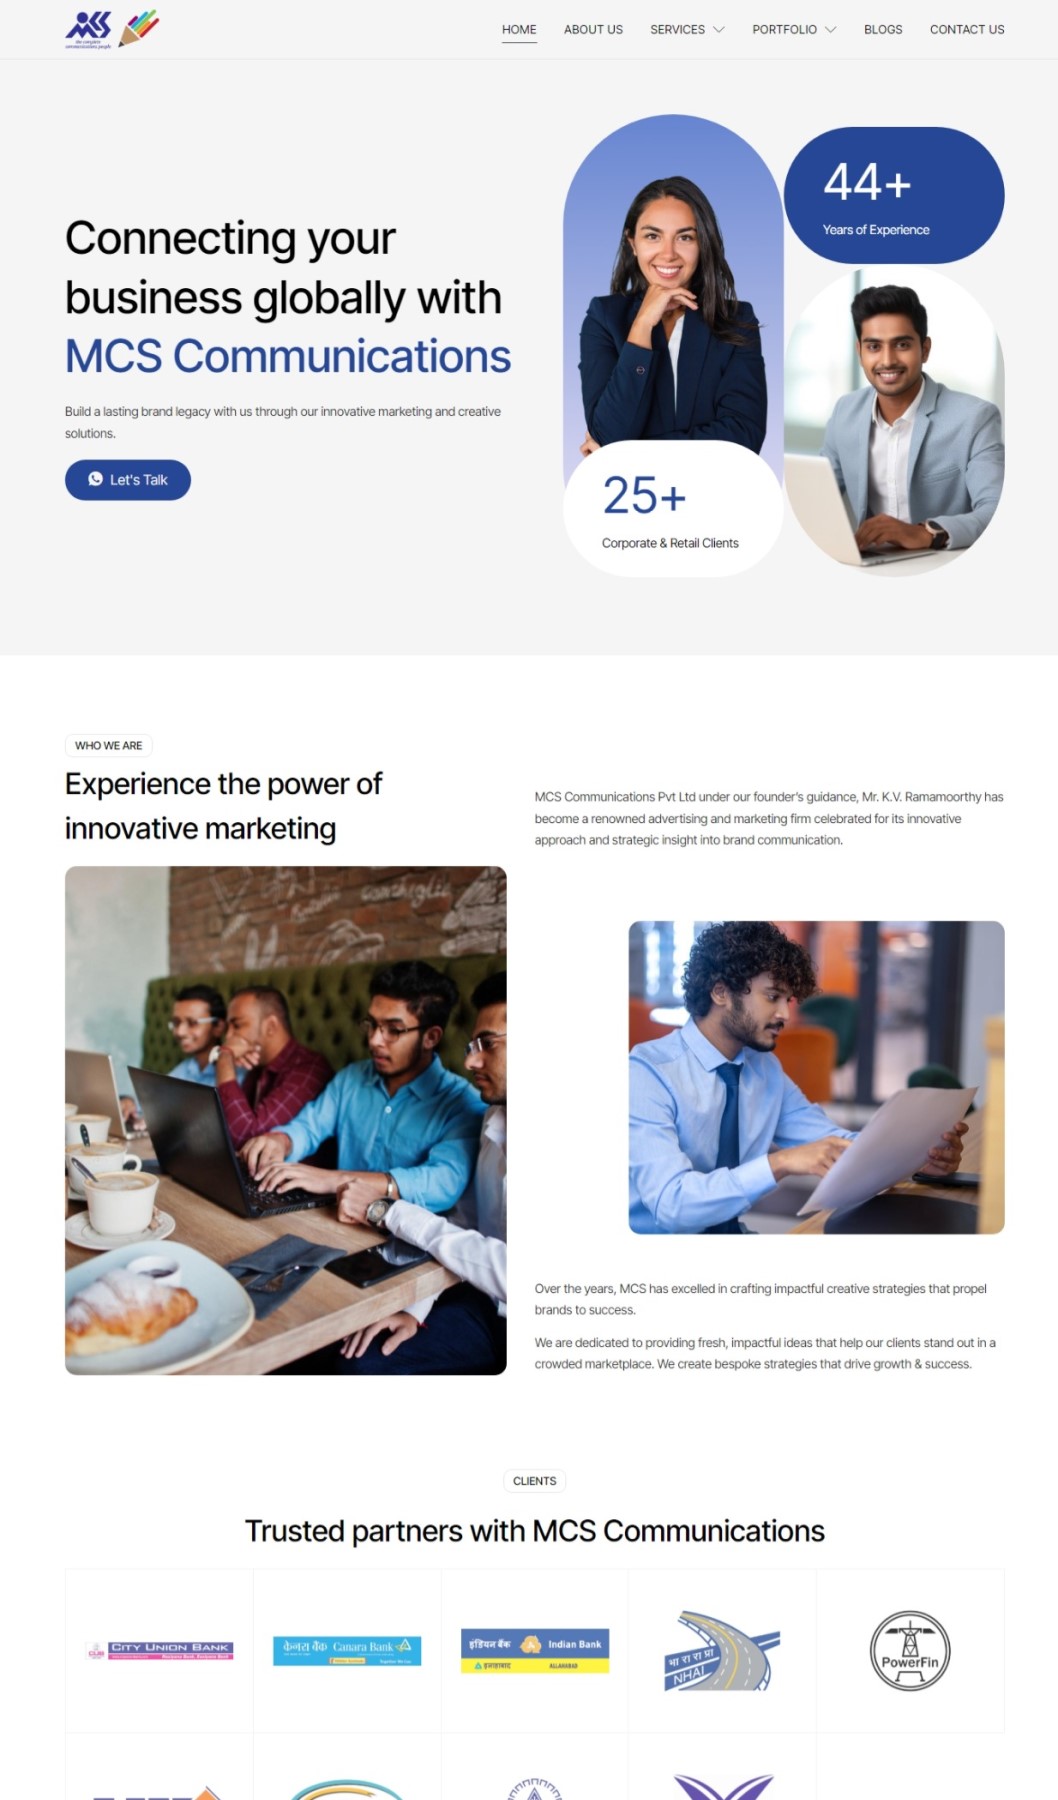 MCS
the complete
communications people
HOME
ABOUT US
SERVICES
PORTFOLIO
BLOGS
CONTACT US
Connecting your
business globally with
MCS Communications
Build a lasting brand legacy with us through our innovative marketing and creative
solutions.
Let's Talk
44+
Years of Experience
25+
Corporate & Retail Clients
WHO WE ARE
Experience the power of
innovative marketing
MCS Communications Pvt Ltd under our founder's guidance, Mr. K.V. Ramamoorthy has
become a renowned advertising and marketing firm celebrated for its innovative
approach and strategic insight into brand communication.
Over the years, MCS has excelled in crafting impactful creative strategies that propel
brands to success.
We are dedicated to providing fresh, impactful ideas that help our clients stand out in a
crowded marketplace. We create bespoke strategies that drive growth & success.
CLIENTS
Trusted partners with MCS Communications
CUB CITY UNION BANK
केनरा बैंक Canara Bank
इंडियन बैंक Indian Bank
इलाहाबाद ALLAHABAD
भा रा रा प्रा
NHAI
PowerFin